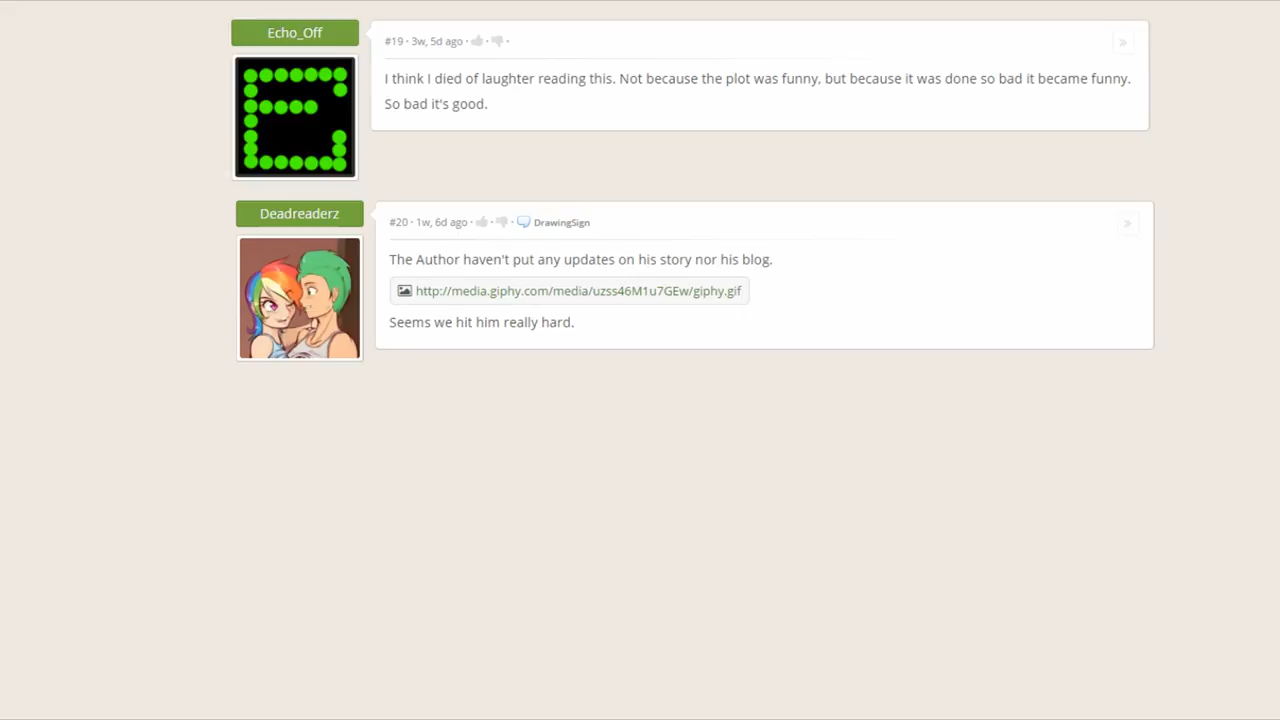 Echo_Off
#19 · 3w, 5d ago · · ·
I think I died of laughter reading this. Not because the plot was funny, but because it was done so bad it became funny.
So bad it's good.
Deadreaderz
#20 · 1w, 6d ago · · · DrawingSign
The Author haven't put any updates on his story nor his blog.
http://media.giphy.com/media/uzss46M1u7GEw/giphy.gif
Seems we hit him really hard.